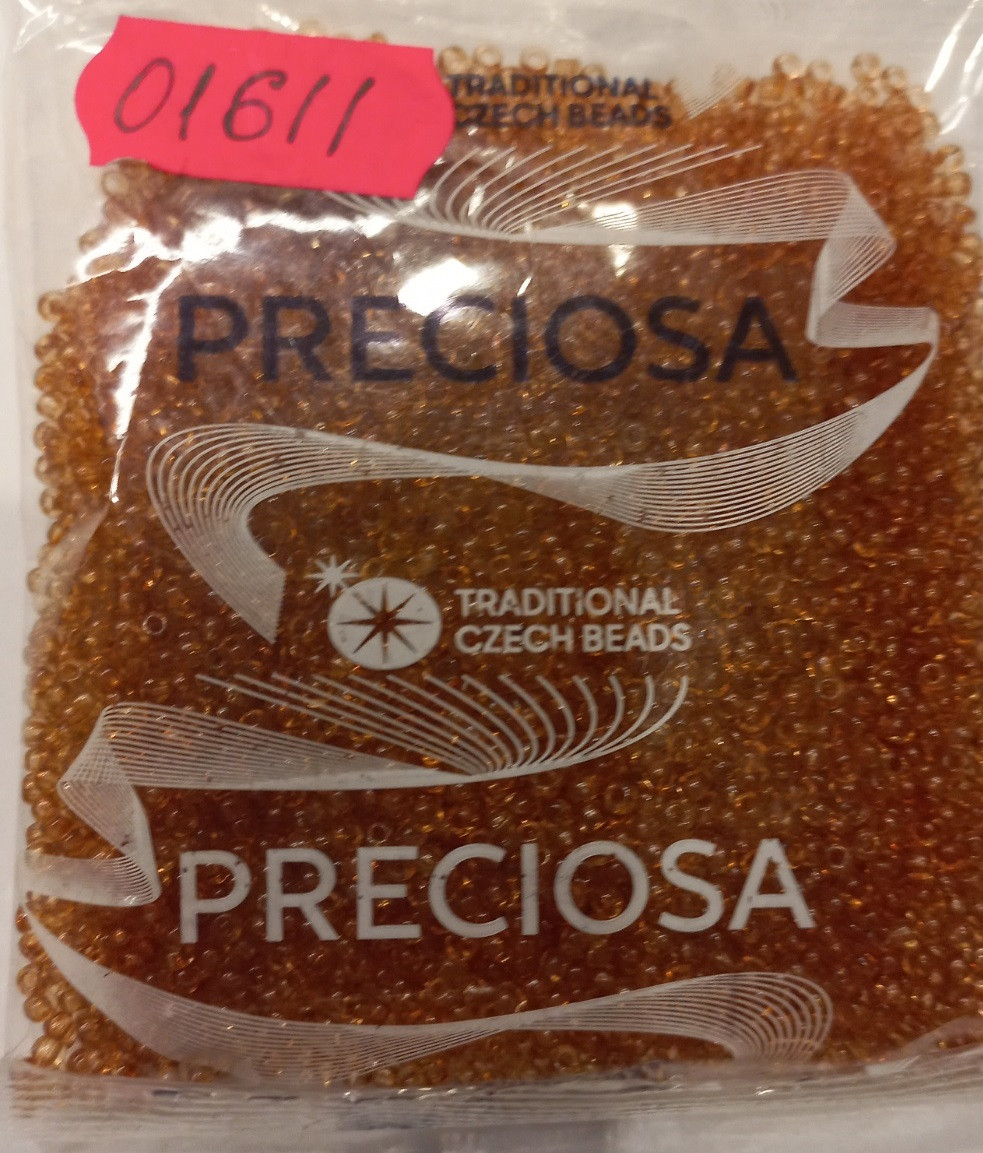 01611
TRADITIONAL
CZECH BEADS
PRECIOSA
TRADITIONAL
CZECH BEADS
PRECIOSA